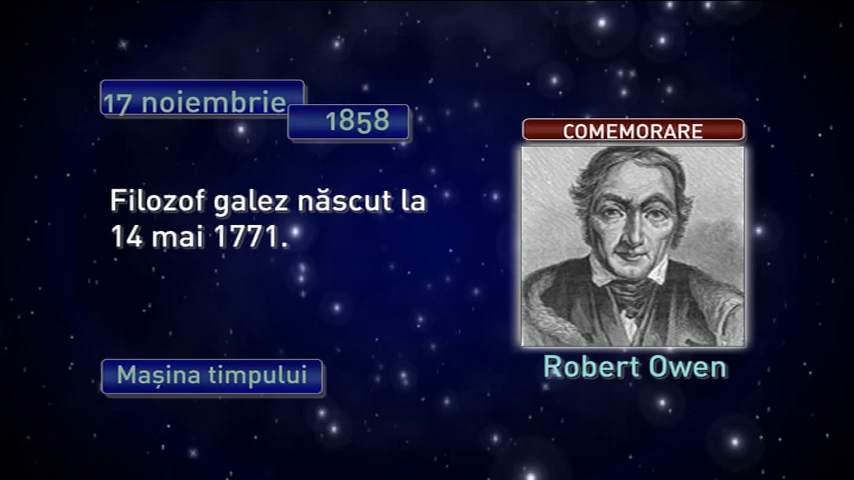 17 noiembrie
1858
COMEMORARE
Filozof galez născut la
14 mai 1771.
Robert Owen
Mașina timpului